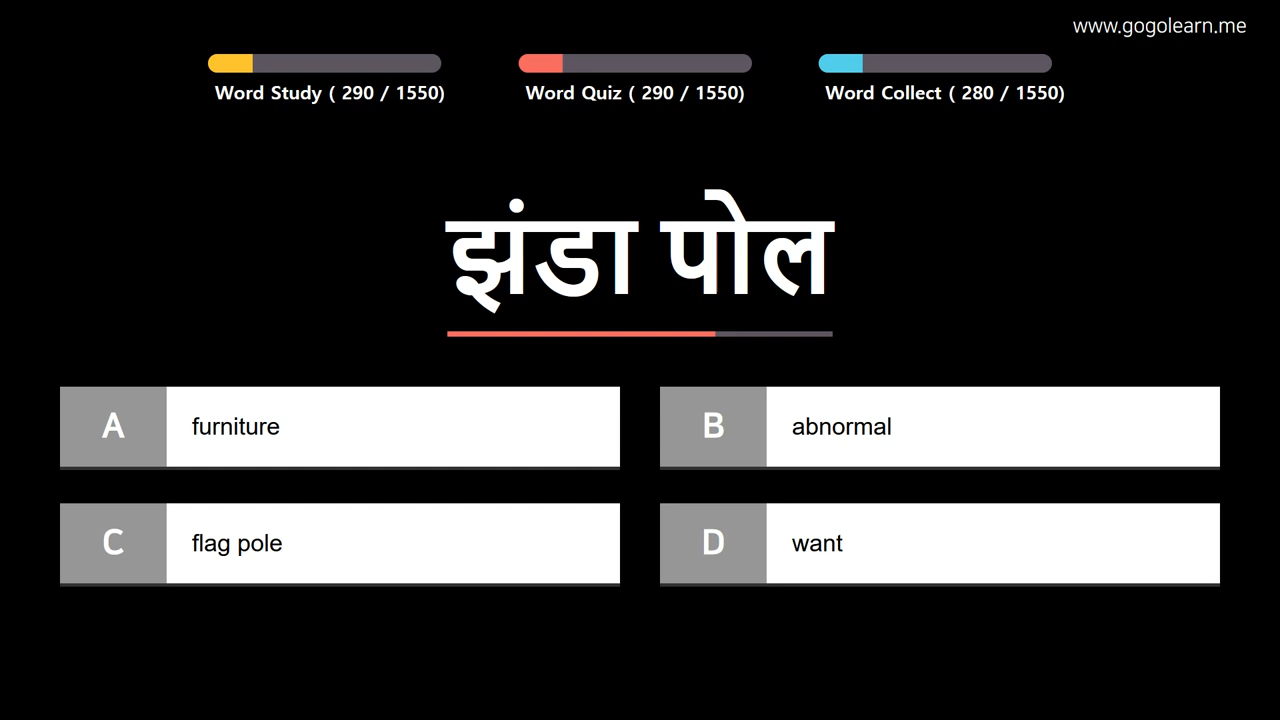 www.gogolearn.me
Word Study ( 290 / 1550)
Word Quiz ( 290 / 1550)
Word Collect ( 280 / 1550)
झंडा पोल
A furniture
B abnormal
C flag pole
D want